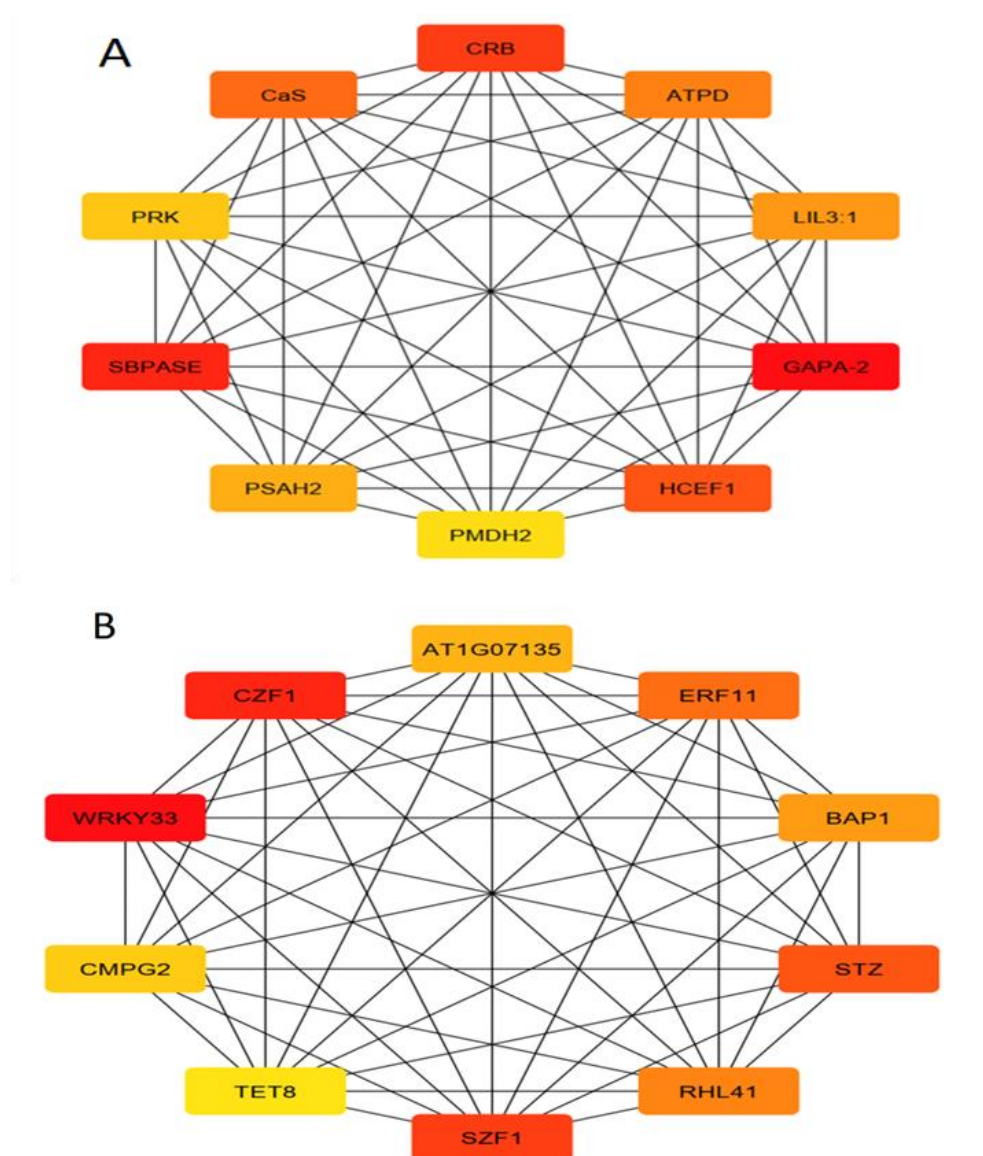 A
CRB
CaS
ATPD
PRK
LIL3:1
SBPASE
GAPA-2
PSAH2
HCEF1
PMDH2
B
AT1G07135
CZF1
ERF11
WRKY33
BAP1
CMPG2
STZ
TET8
RHL41
SZF1